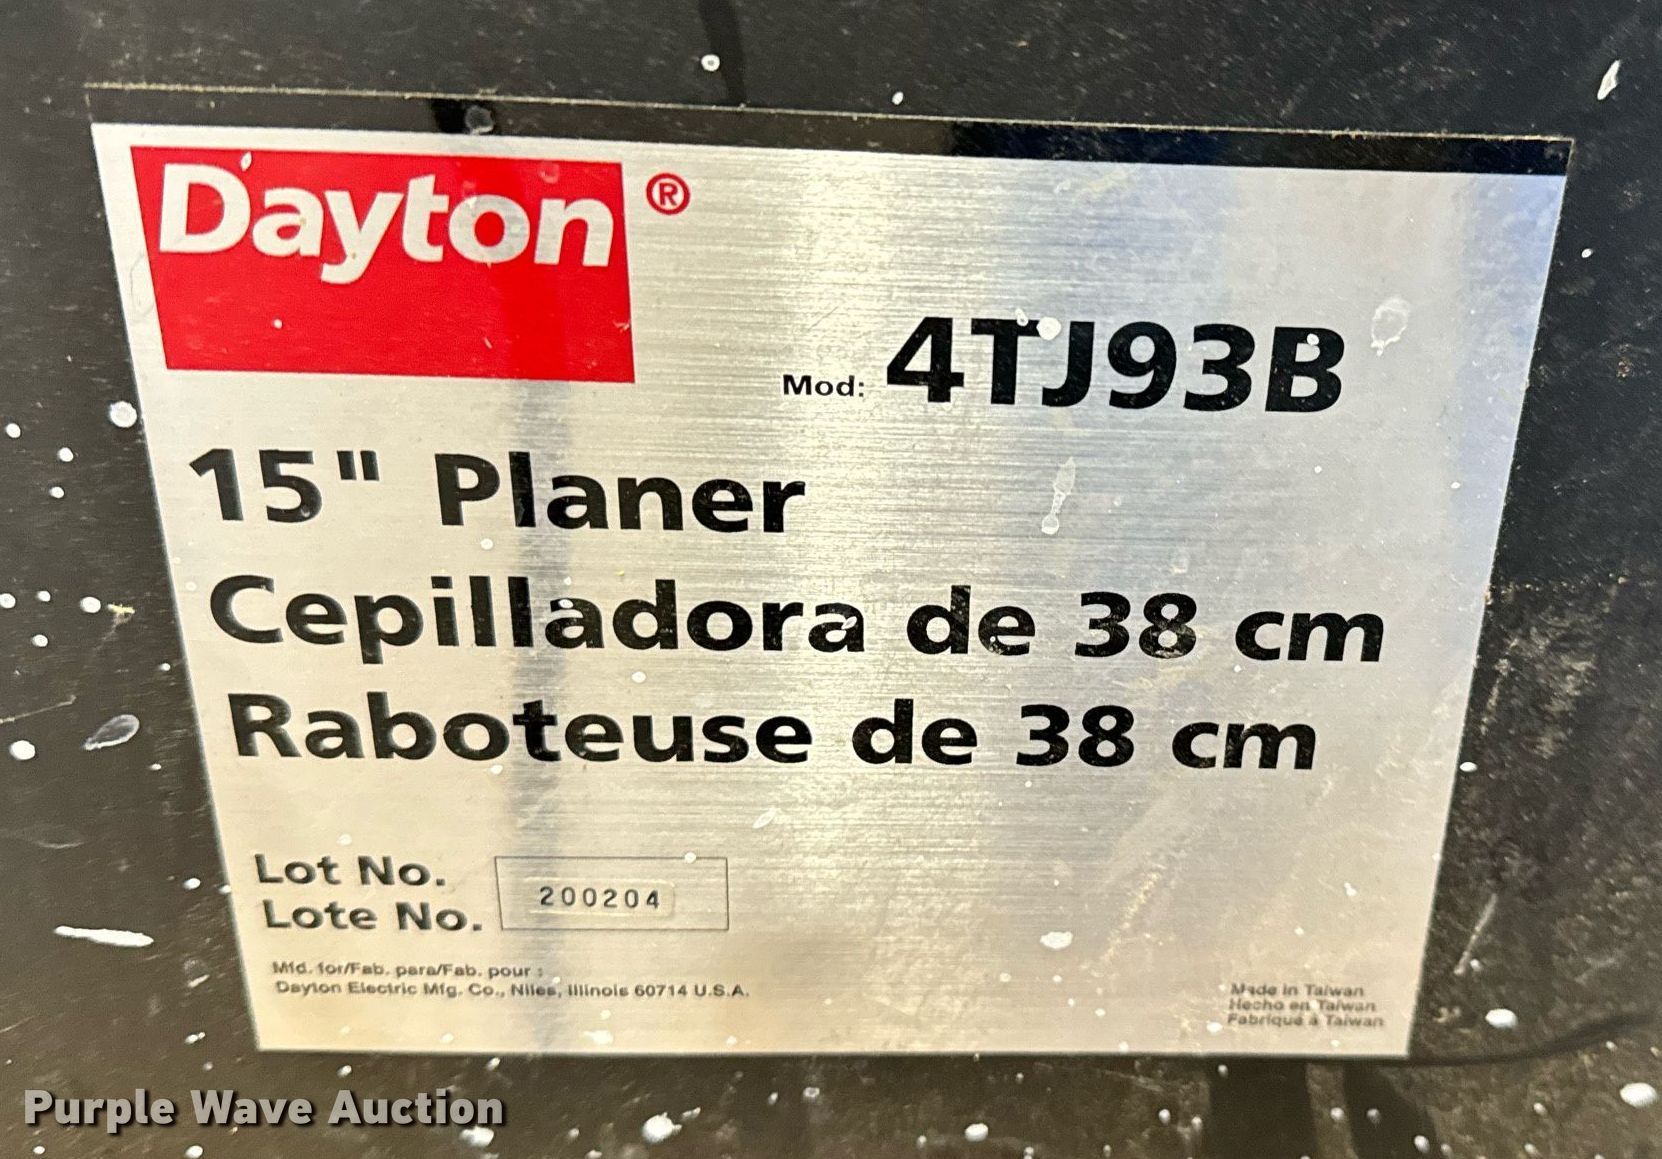 Dayton®
Mod: 4TJ93B
15" Planer
Cepilladora de 38 cm
Raboteuse de 38 cm
Lot No.
Lote No.
200204
Mfd. for/Fab. para/Fab. pour :
Dayton Electric Mfg. Co., Niles, Illinois 60714 U.S.A.
Made in Taiwan
Hecho en Taiwan
Fabriqué à Taiwan
Purple Wave Auction